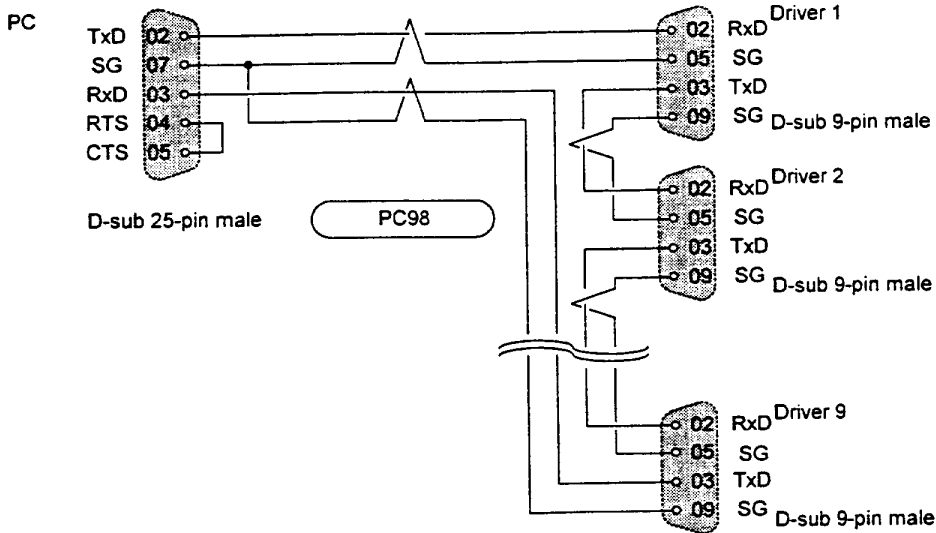 PC
TxD 02
SG 07
RxD 03
RTS 04
CTS 05
D-sub 25-pin male
PC98
Driver 1
02 RxD
05 SG
03 TxD
09 SG
D-sub 9-pin male
Driver 2
02 RxD
05 SG
03 TxD
09 SG
D-sub 9-pin male
Driver 9
02 RxD
05 SG
03 TxD
09 SG
D-sub 9-pin male